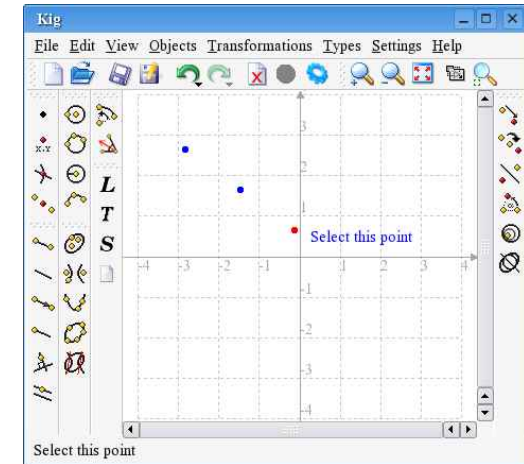 Kig
File Edit View Objects Transformations Types Settings Help
x,y
L
T
S
3
2
1
Select this point
-4 -3 -2 -1 1 2 3 4
-1
-2
-3
-4
Select this point